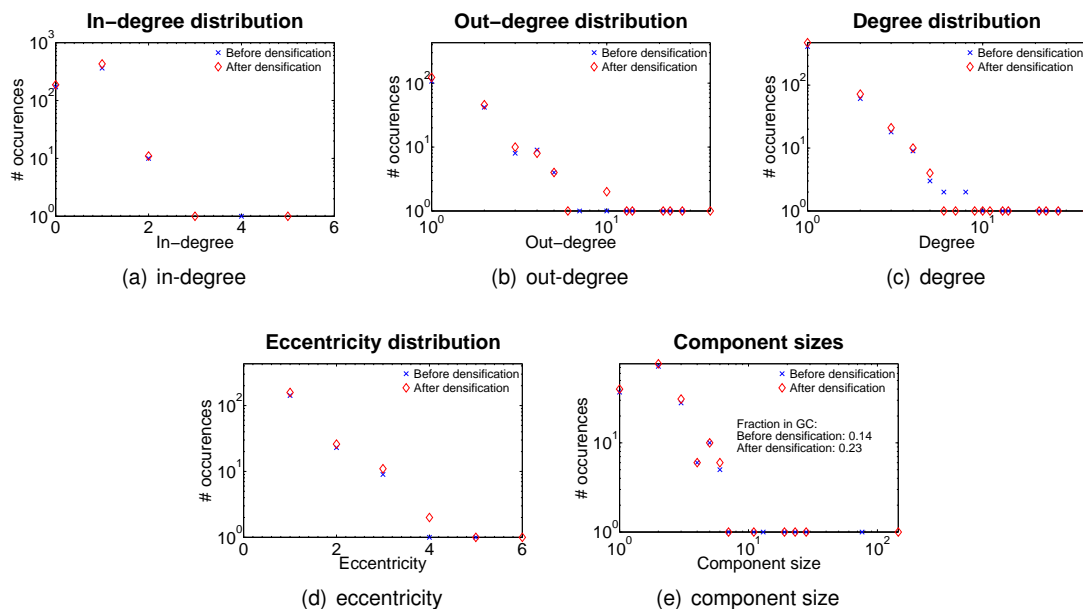 In-degree distribution
10^3
10^2
10^1
10^0
# occurences
× Before densification
◇ After densification
0 2 4 6
In-degree
(a) in-degree
Out-degree distribution
10^2
10^1
10^0
# occurences
× Before densification
◇ After densification
10^0 10^1
Out-degree
(b) out-degree
Degree distribution
10^2
10^1
10^0
# occurences
× Before densification
◇ After densification
10^0 10^1
Degree
(c) degree
Eccentricity distribution
10^2
10^1
10^0
# occurences
× Before densification
◇ After densification
0 2 4 6
Eccentricity
(d) eccentricity
Component sizes
10^1
10^0
# occurences
× Before densification
◇ After densification
Fraction in GC:
Before densification: 0.14
After densification: 0.23
10^0 10^1 10^2
Component size
(e) component size